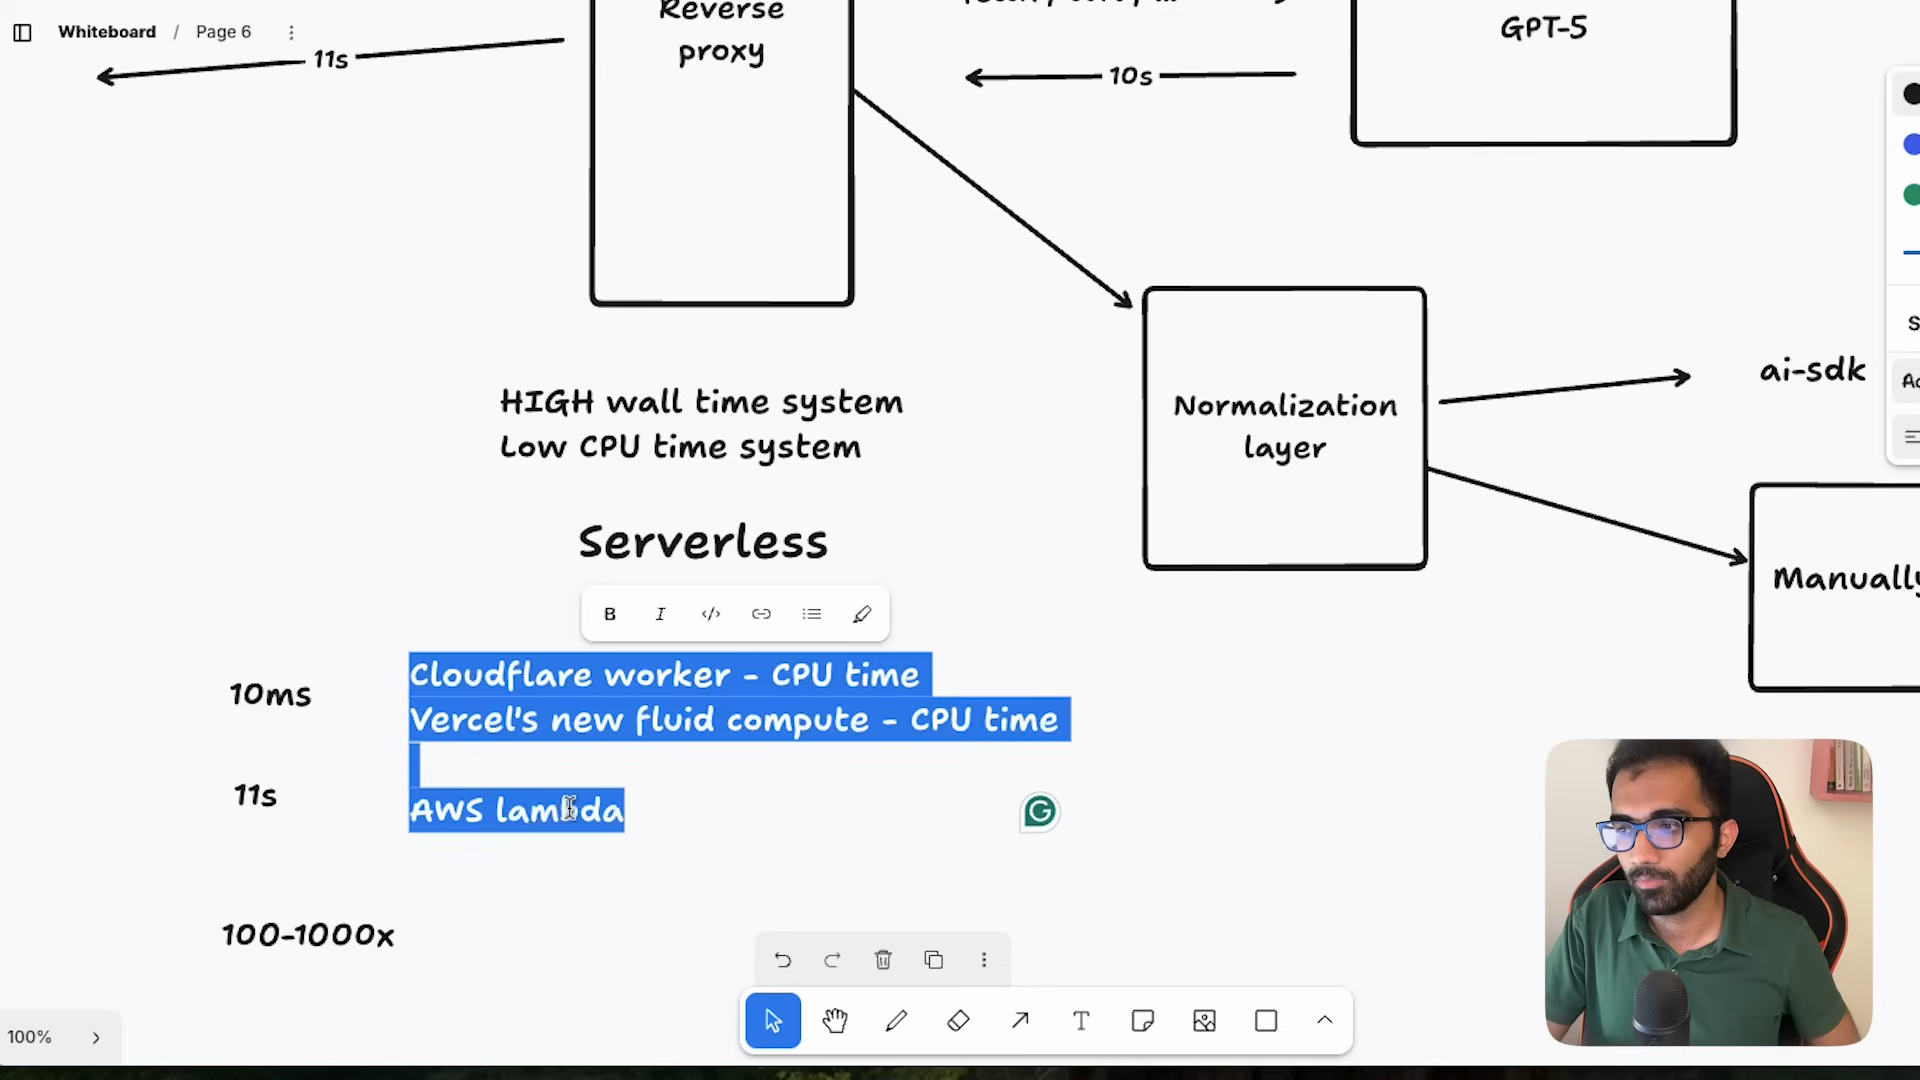 Whiteboard / Page 6
Reverse
proxy
GPT-5
11s
10s
HIGH wall time system
Low CPU time system
Normalization
layer
ai-sdk
Manually
Serverless
B I
10ms
Cloudflare worker - CPU time
Vercel's new fluid compute - CPU time
11s
AWS lambda
G
100-1000x
T
100%